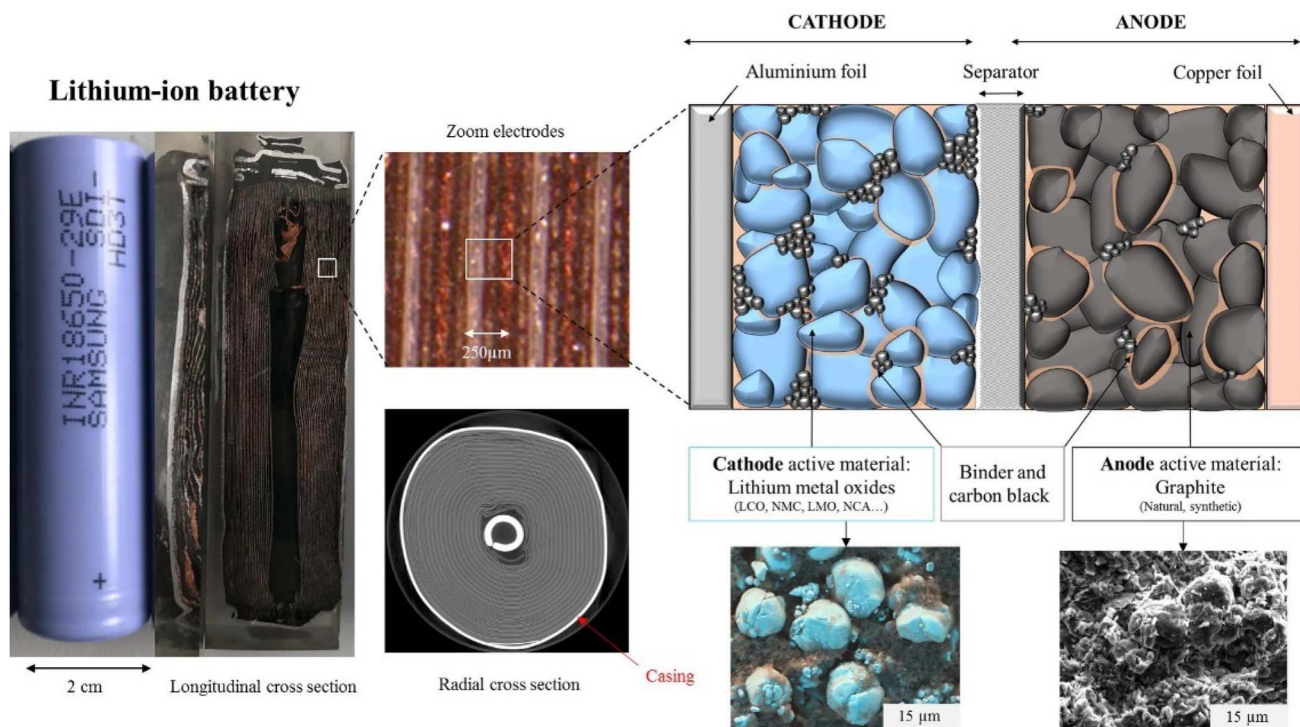 CATHODE
ANODE
Aluminium foil
Separator
Copper foil
Lithium-ion battery
Zoom electrodes
INR18650-29E
SAMSUNG SDI-
HD3T
+
250µm
Cathode active material:
Lithium metal oxides
(LCO, NMC, LMO, NCA…)
Binder and
carbon black
Anode active material:
Graphite
(Natural, synthetic)
2 cm
Longitudinal cross section
Radial cross section
Casing
15 µm
15 µm